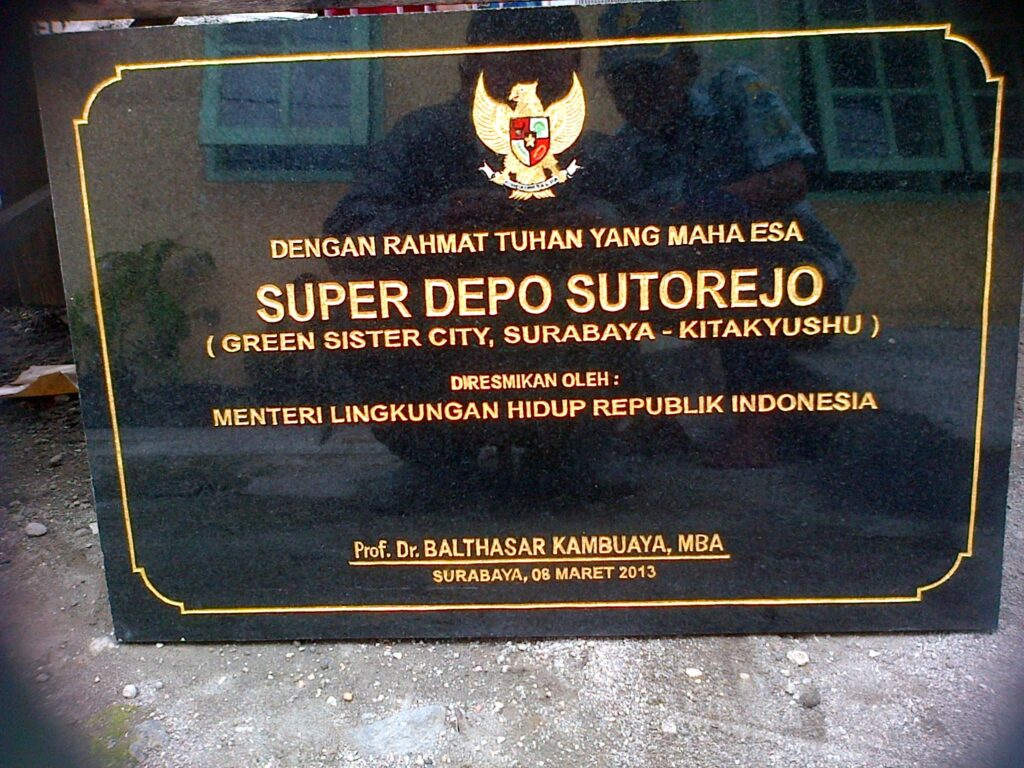 DENGAN RAHMAT TUHAN YANG MAHA ESA
SUPER DEPO SUTOREJO
( GREEN SISTER CITY, SURABAYA - KITAKYUSHU )
DIRESMIKAN OLEH :
MENTERI LINGKUNGAN HIDUP REPUBLIK INDONESIA
Prof. Dr. BALTHASAR KAMBUAYA, MBA
SURABAYA, 08 MARET 2013